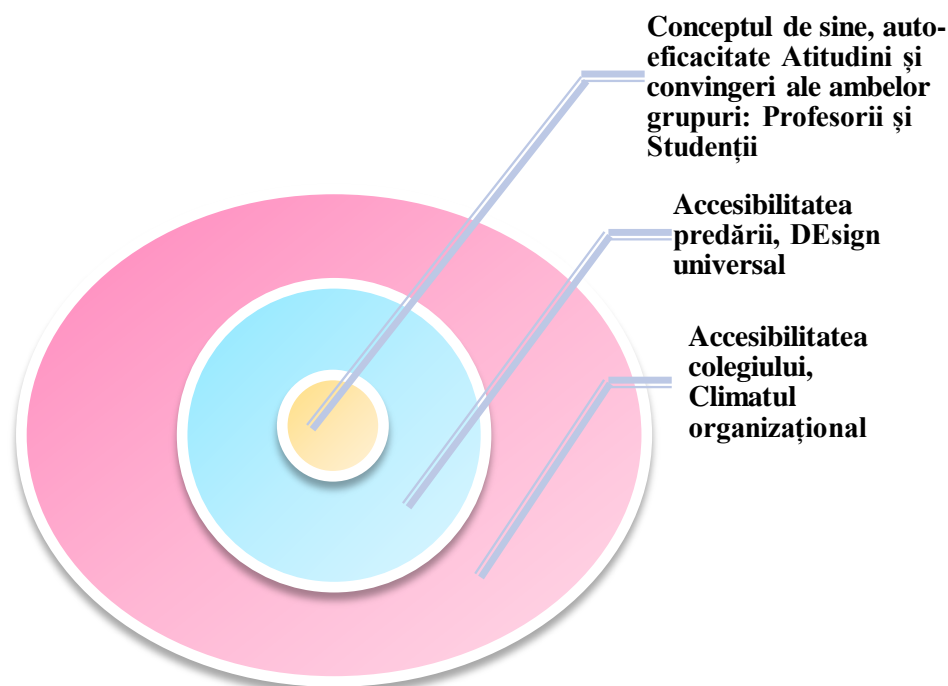 Conceptul de sine, auto-
eficacitate Atitudini și
convingeri ale ambelor
grupuri: Profesorii și
Studenții
Accesibilitatea
predării, DEsign
universal
Accesibilitatea
colegiului,
Climatul
organizațional